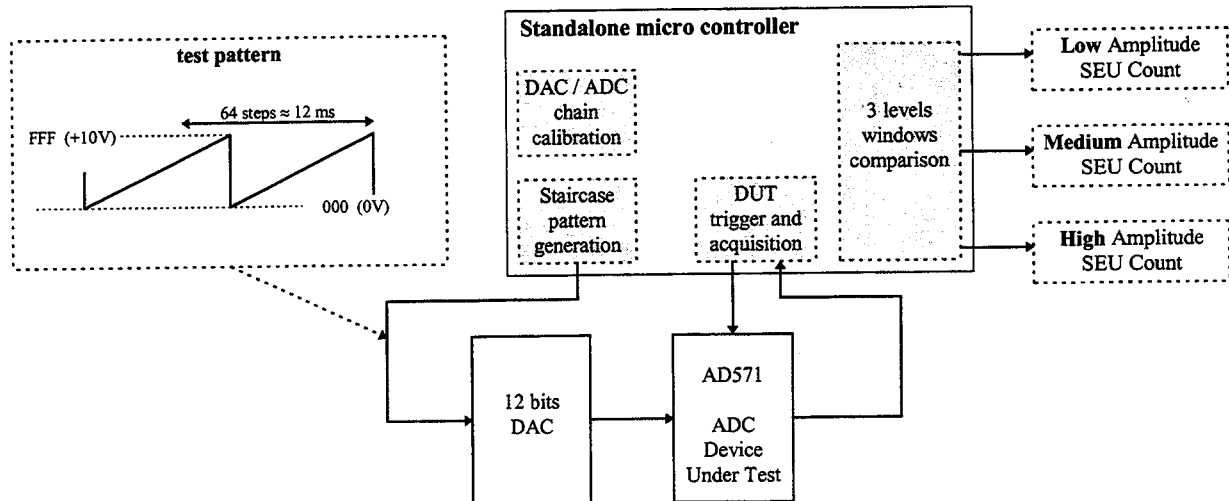 test pattern
64 steps ≈ 12 ms
FFF (+10V)
000 (0V)
Standalone micro controller
DAC / ADC
chain
calibration
Staircase
pattern
generation
DUT
trigger and
acquisition
3 levels
windows
comparison
Low Amplitude
SEU Count
Medium Amplitude
SEU Count
High Amplitude
SEU Count
12 bits
DAC
AD571
ADC
Device
Under Test